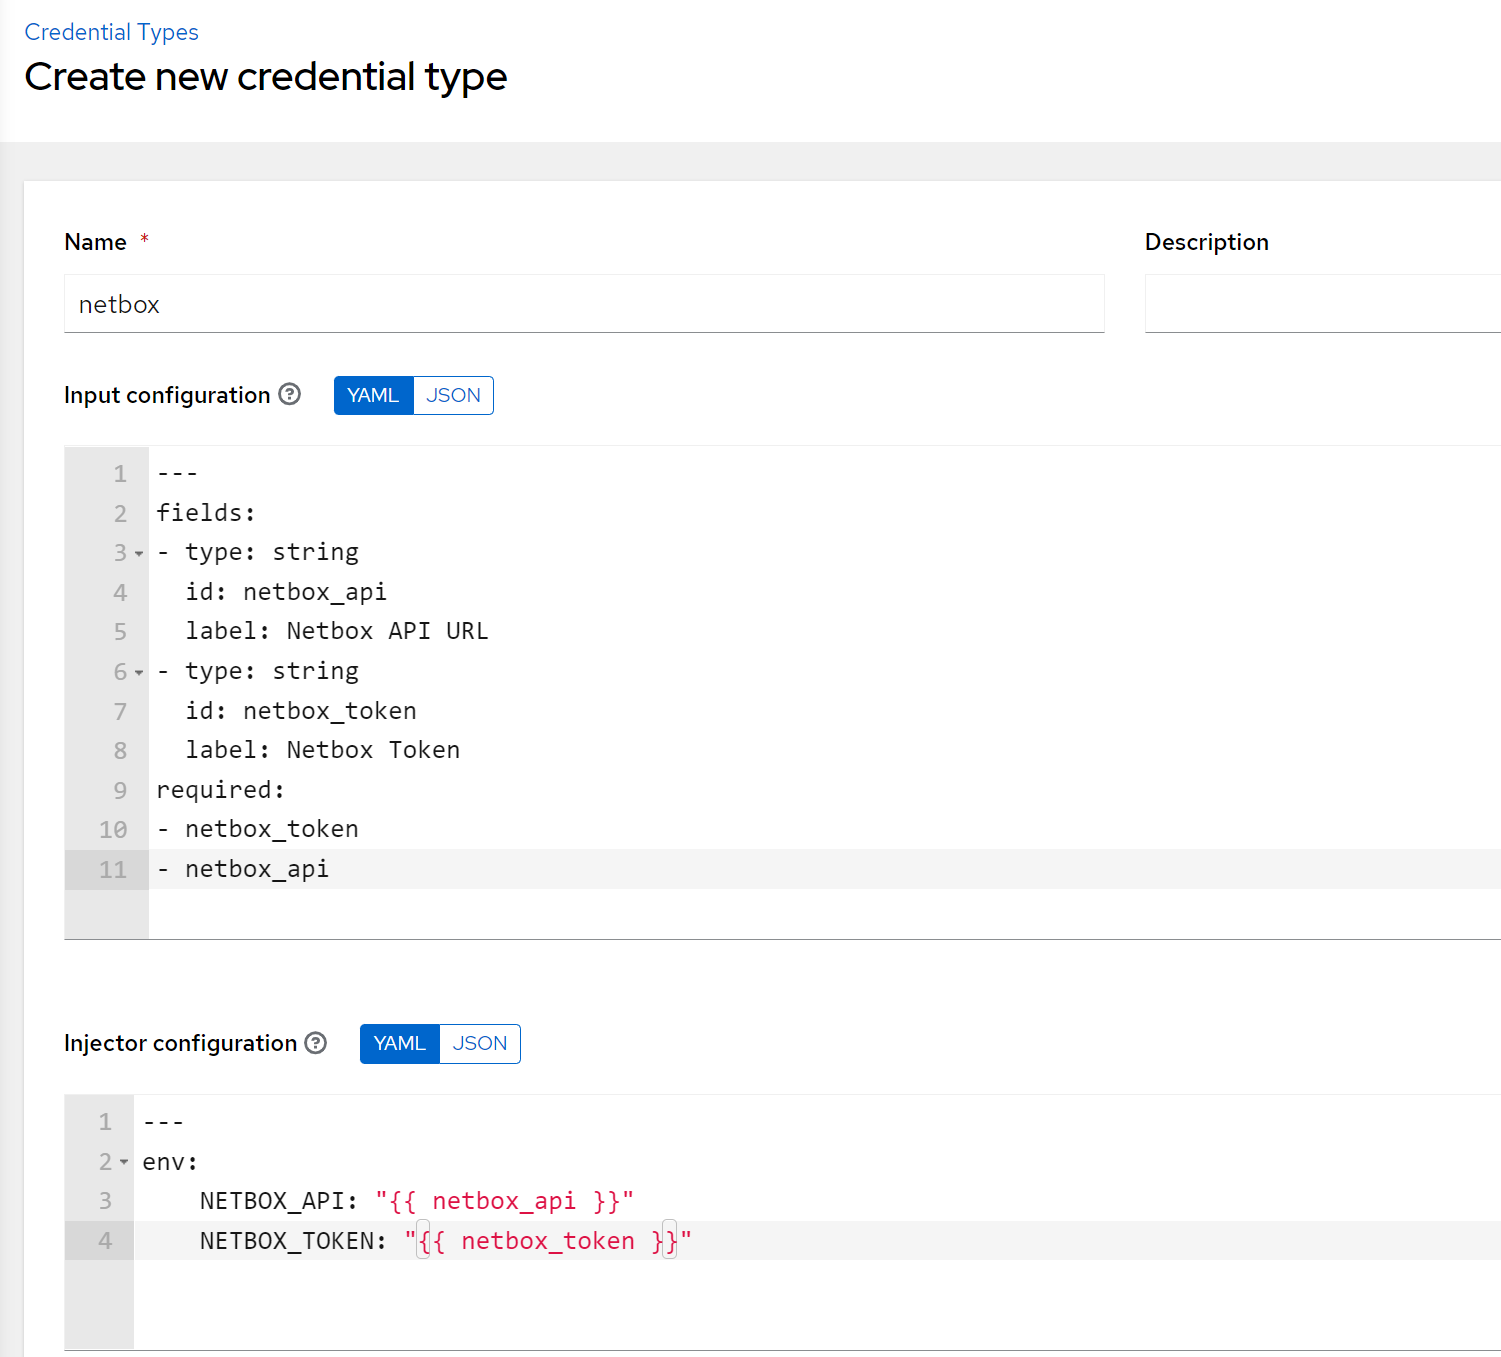 Credential Types
Create new credential type
Name *
Description
netbox
Input configuration
YAML JSON
1 ---
2 fields:
3 - type: string
4   id: netbox_api
5   label: Netbox API URL
6 - type: string
7   id: netbox_token
8   label: Netbox Token
9 required:
10 - netbox_token
11 - netbox_api
Injector configuration
YAML JSON
1 ---
2 env:
3     NETBOX_API: "{{ netbox_api }}"
4     NETBOX_TOKEN: "{{ netbox_token }}"